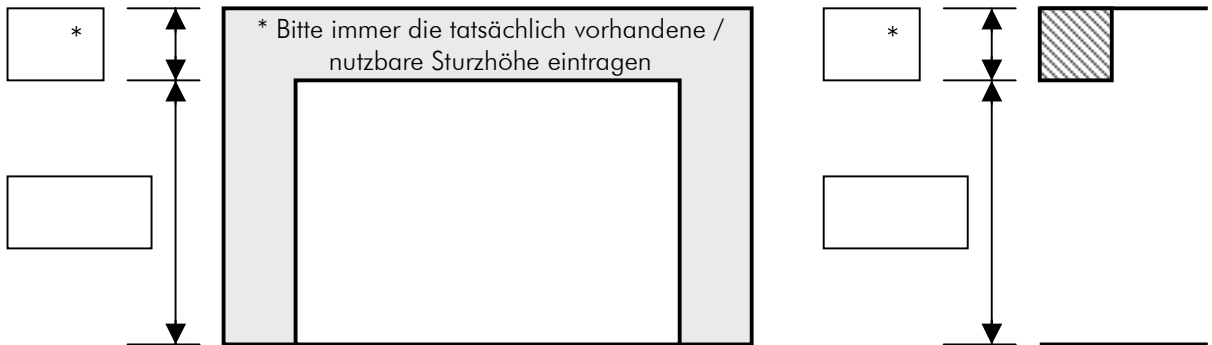 *
* Bitte immer die tatsächlich vorhandene /
nutzbare Sturzhöhe eintragen
*